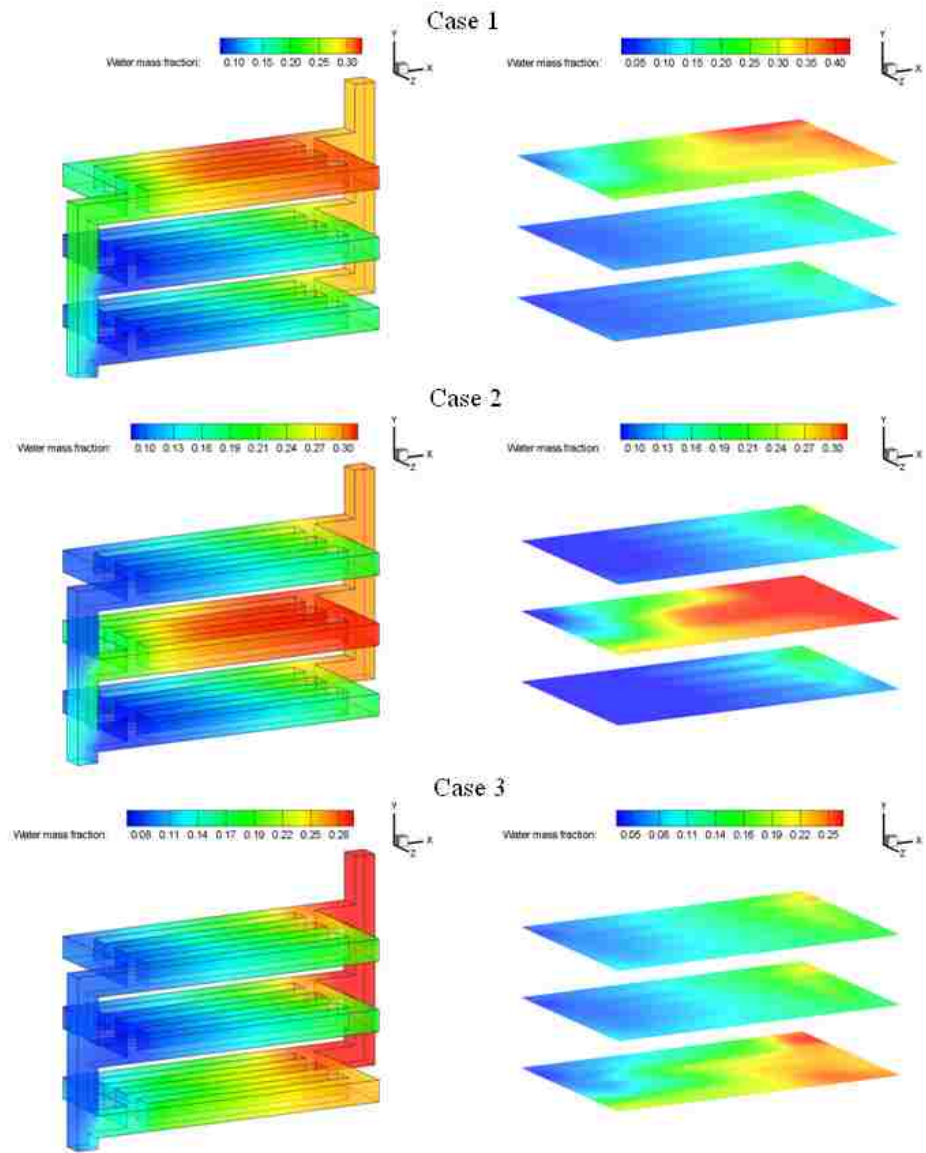 Case 1
Water mass fraction: 0.10 0.15 0.20 0.25 0.30
Y
X
Z
Water mass fraction: 0.05 0.10 0.15 0.20 0.25 0.30 0.35 0.40
Y
X
Z
Case 2
Water mass fraction: 0.10 0.13 0.16 0.19 0.21 0.24 0.27 0.30
Y
X
Z
Water mass fraction: 0.10 0.13 0.16 0.19 0.21 0.24 0.27 0.30
Y
X
Z
Case 3
Water mass fraction: 0.08 0.11 0.14 0.17 0.19 0.22 0.25 0.28
Y
X
Z
Water mass fraction: 0.05 0.08 0.11 0.14 0.16 0.19 0.22 0.25
Y
X
Z